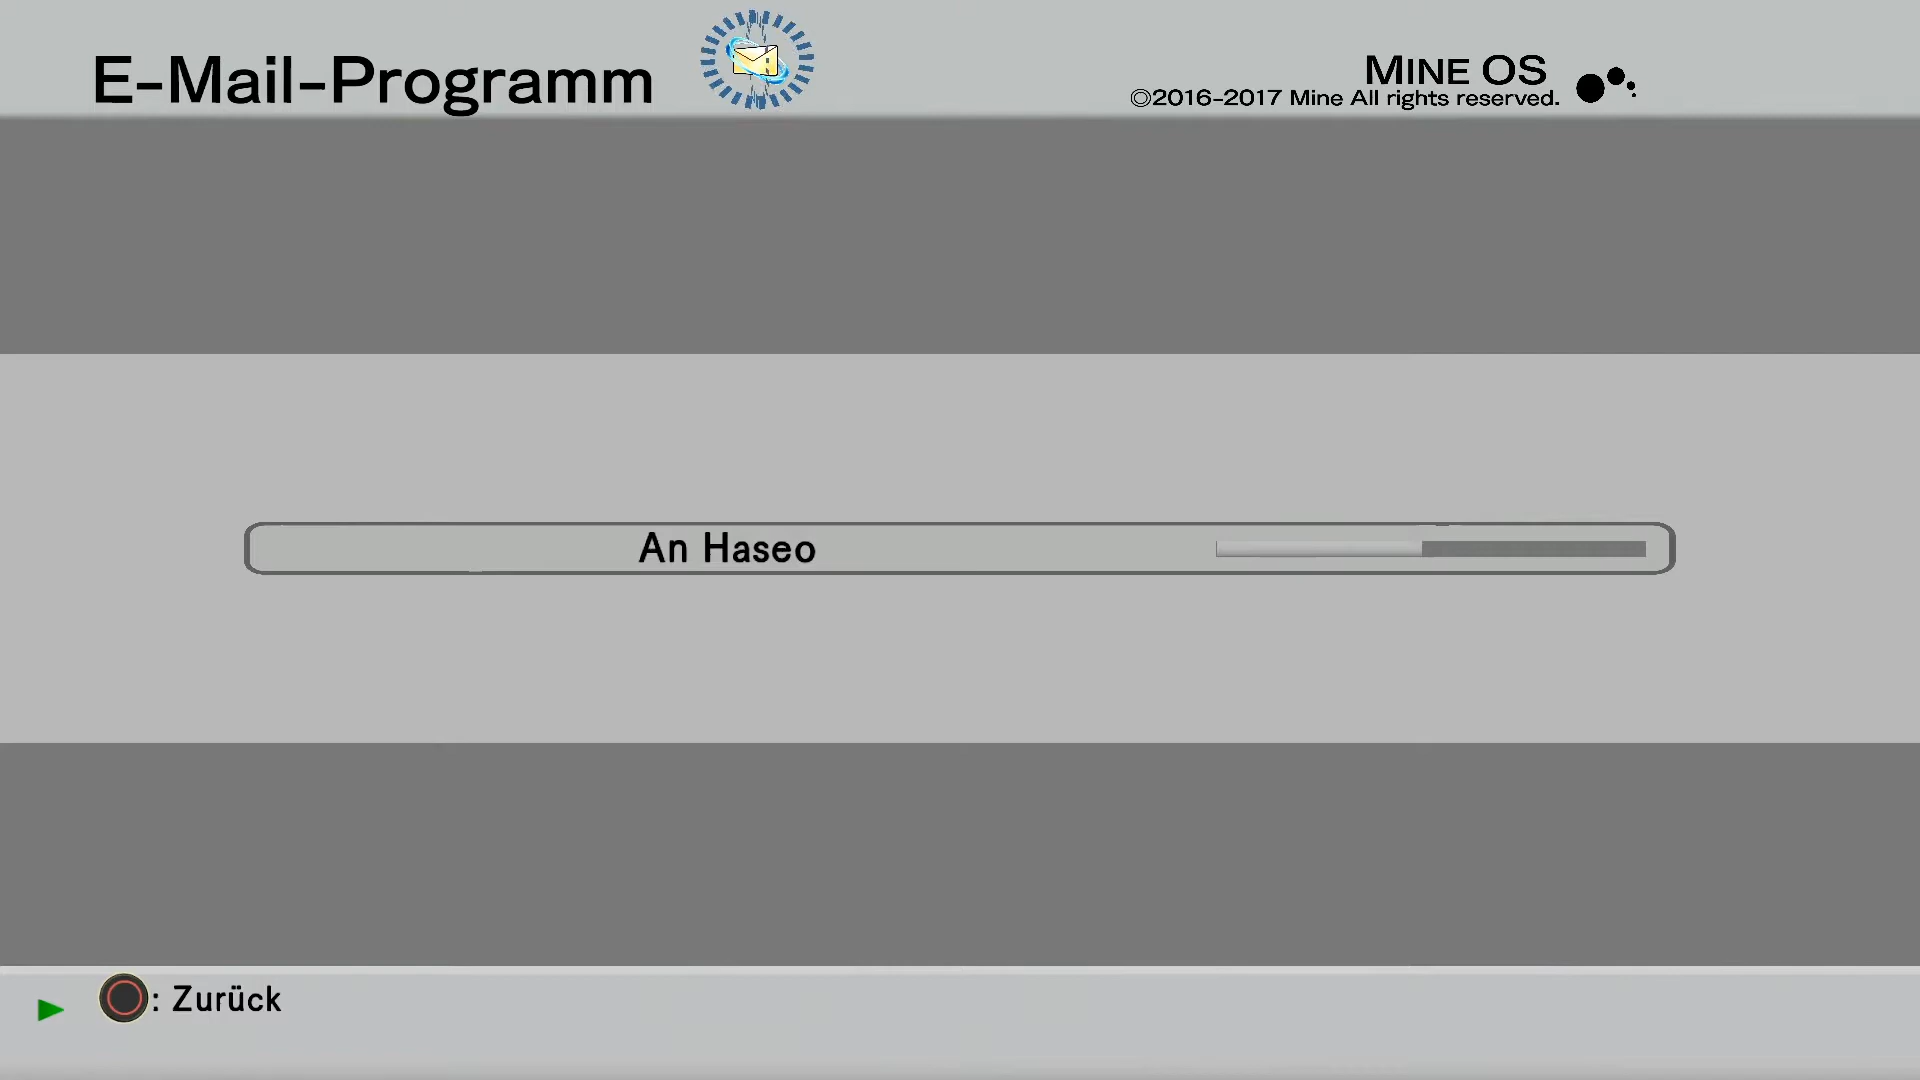 E-Mail-Programm
MINE OS
©2016-2017 Mine All rights reserved.
An Haseo
: Zurück